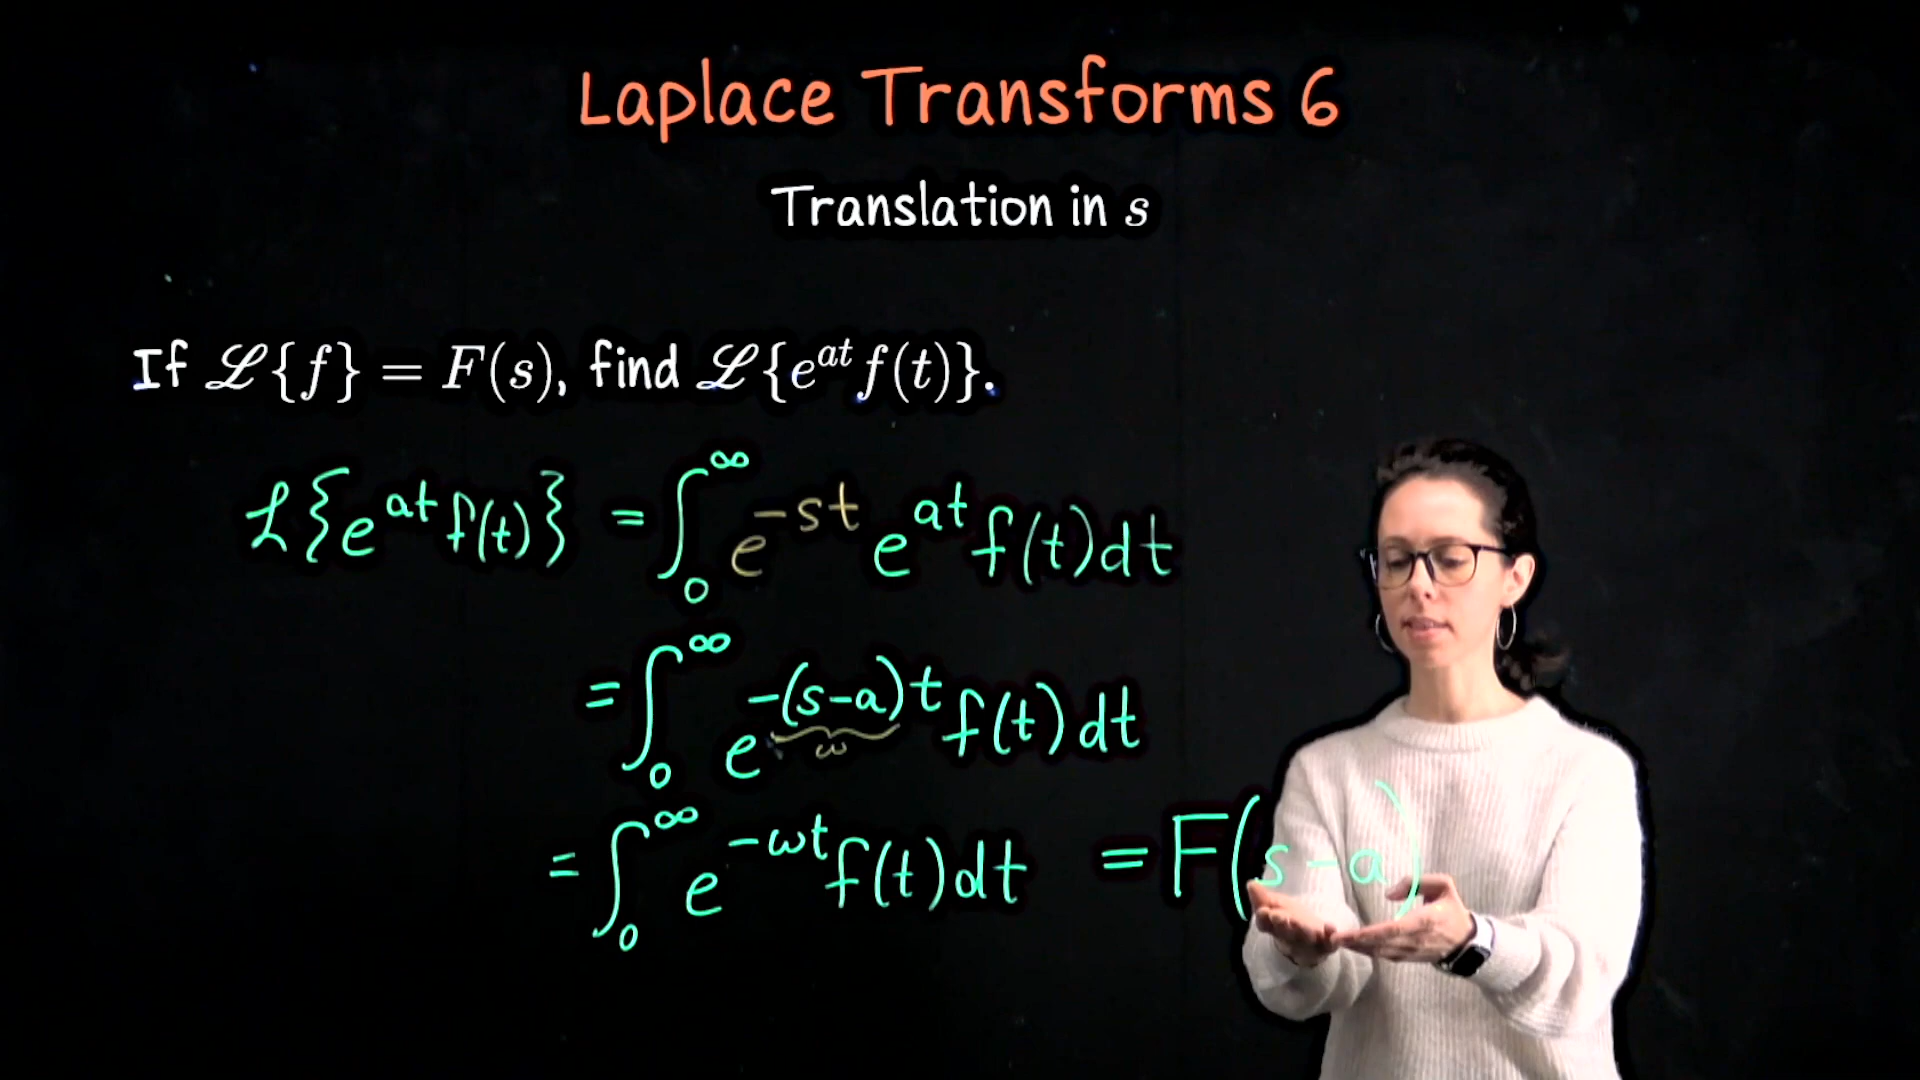 Laplace Transforms 6
Translation in s
If ℒ{f} = F(s), find ℒ{e^{at} f(t)}.
ℒ{e^{at} f(t)} = ∫_0^∞ e^{-st} e^{at} f(t) dt
= ∫_0^∞ e^{-(s-a)t} f(t) dt
ω
= ∫_0^∞ e^{-ωt} f(t) dt = F(s-a)